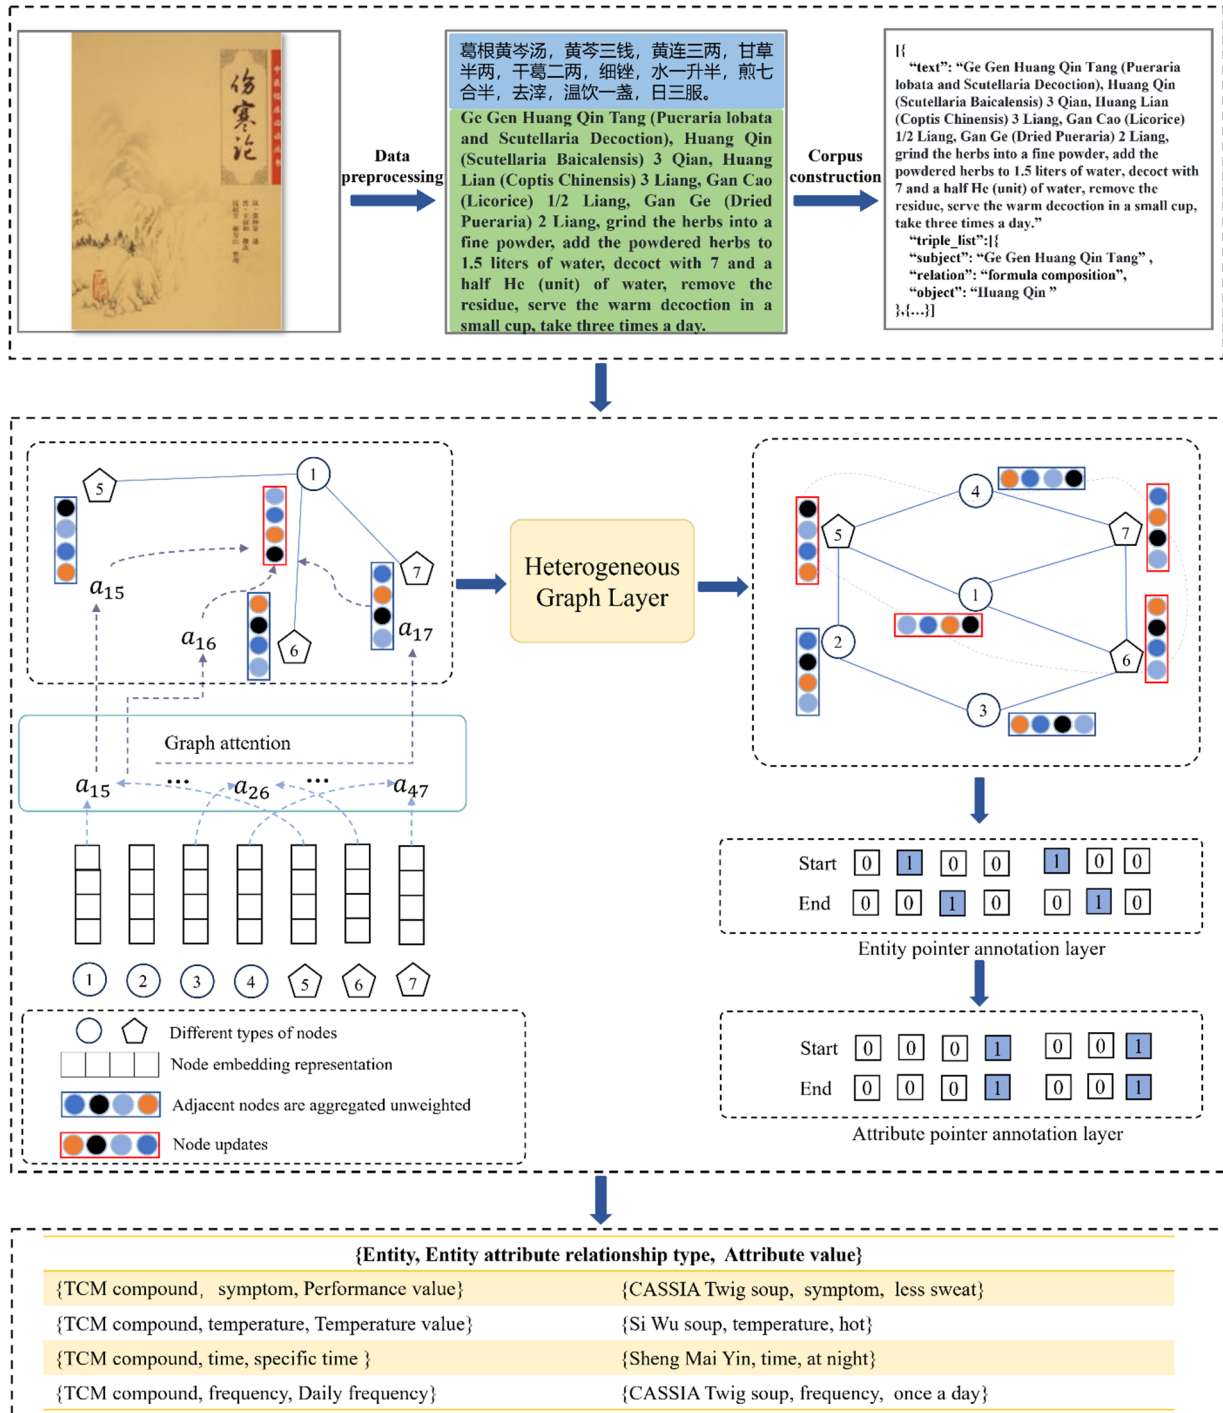 伤寒论
葛根黄芩汤，黄芩三钱，黄连三两，甘草
半两，干葛二两，细锉，水一升半，煎七
合半，去滓，温饮一盏，日三服。
Ge Gen Huang Qin Tang (Pueraria lobata
and Scutellaria Decoction), Huang Qin
(Scutellaria Baicalensis) 3 Qian, Huang
Lian (Coptis Chinensis) 3 Liang, Gan Cao
(Licorice) 1/2 Liang, Gan Ge (Dried
Pueraria) 2 Liang, grind the herbs into a
fine powder, add the powdered herbs to
1.5 liters of water, decoct with 7 and a
half He (unit) of water, remove the
residue, serve the warm decoction in a
small cup, take three times a day.
Data
preprocessing
Corpus
construction
[{
“text”: “Ge Gen Huang Qin Tang (Pueraria
lobata and Scutellaria Decoction), Huang Qin
(Scutellaria Baicalensis) 3 Qian, Huang Lian
(Coptis Chinensis) 3 Liang, Gan Cao (Licorice)
1/2 Liang, Gan Ge (Dried Pueraria) 2 Liang,
grind the herbs into a fine powder, add the
powdered herbs to 1.5 liters of water, decoct with
7 and a half He (unit) of water, remove the
residue, serve the warm decoction in a small cup,
take three times a day.”
“triple_list”:[{
“subject”: “Ge Gen Huang Qin Tang” ,
“relation”: “formula composition”,
“object”: “Huang Qin ”
},{...}]
5
1
7
6
a15
a16
a17
Graph attention
a15
...
a26
...
a47
1
2
3
4
5
6
7
Different types of nodes
Node embedding representation
Adjacent nodes are aggregated unweighted
Node updates
Heterogeneous
Graph Layer
4
5
7
1
2
6
3
Start 0 1 0 0 1 0 0
End 0 0 1 0 0 1 0
Entity pointer annotation layer
Start 0 0 0 1 0 0 1
End 0 0 0 1 0 0 1
Attribute pointer annotation layer
{Entity, Entity attribute relationship type, Attribute value}
{TCM compound, symptom, Performance value} {CASSIA Twig soup, symptom, less sweat}
{TCM compound, temperature, Temperature value} {Si Wu soup, temperature, hot}
{TCM compound, time, specific time } {Sheng Mai Yin, time, at night}
{TCM compound, frequency, Daily frequency} {CASSIA Twig soup, frequency, once a day}